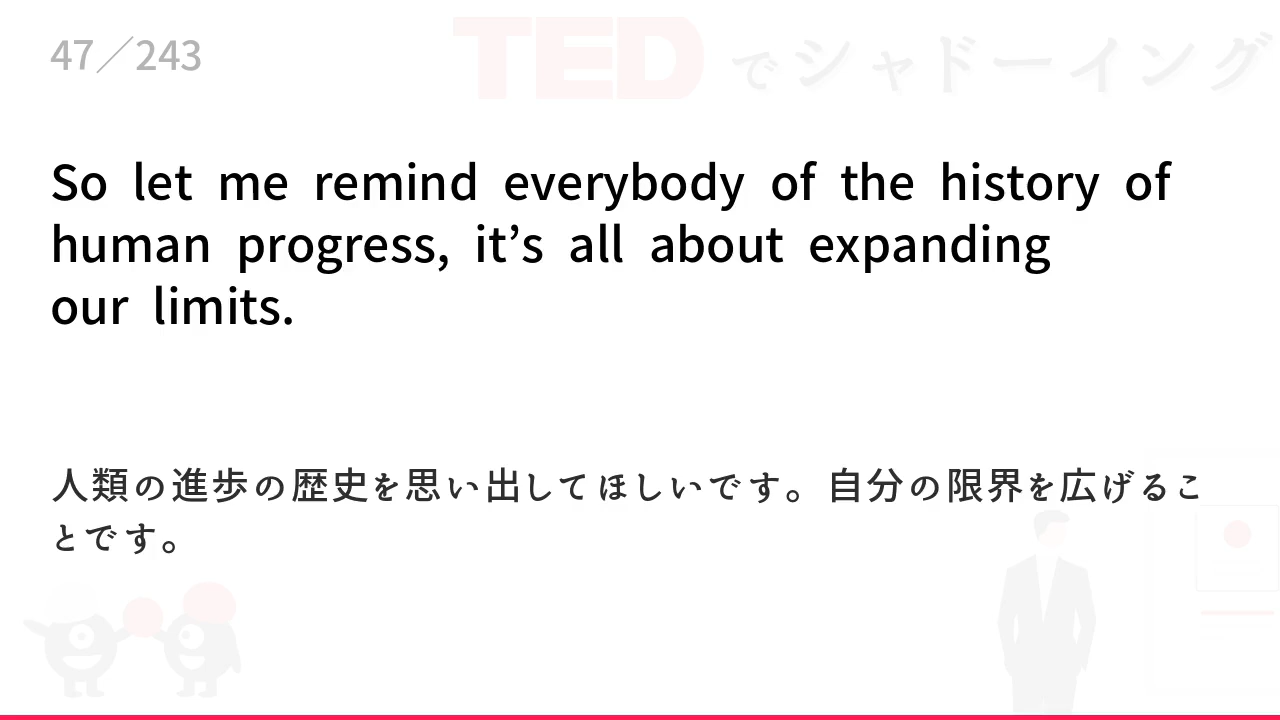 47／243
TEDでシャドーイング
So let me remind everybody of the history of
human progress, it’s all about expanding
our limits.
人類の進歩の歴史を思い出してほしいです。自分の限界を広げるこ
とです。